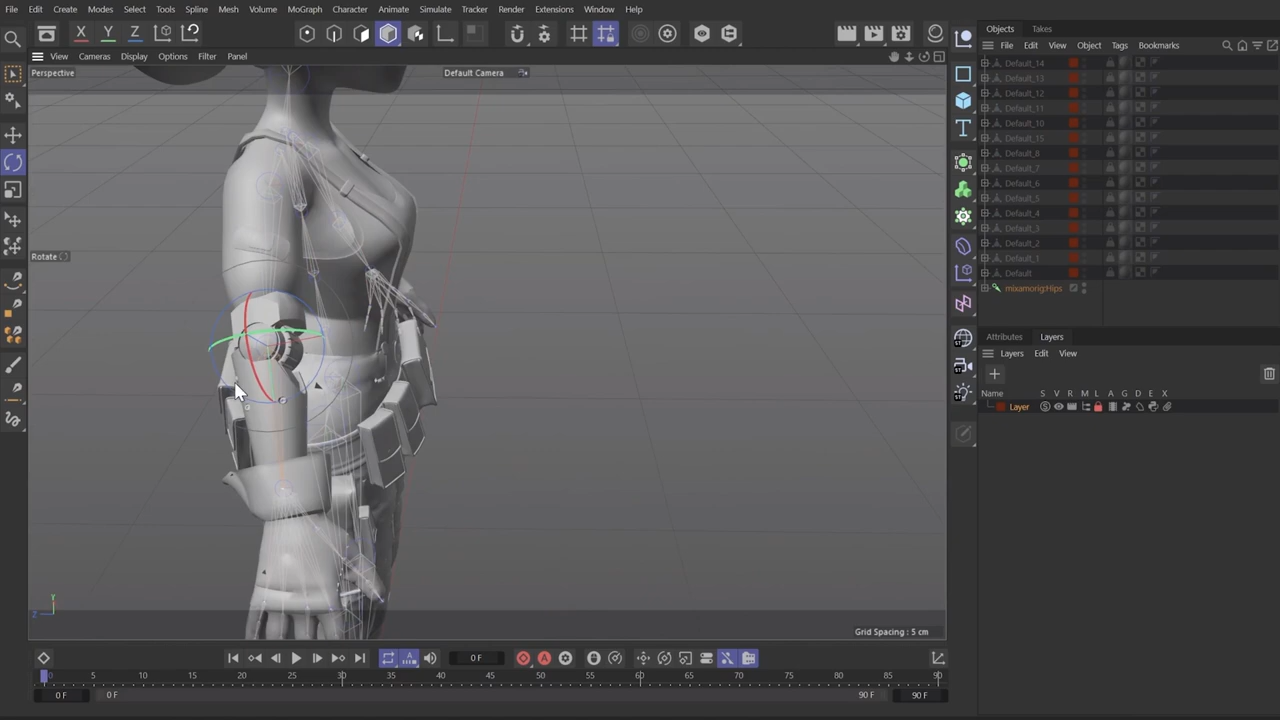 File Edit Create Modes Select Tools Spline Mesh Volume MoGraph Character Animate Simulate Tracker Render Extensions Window Help
X Y Z
View Cameras Display Options Filter Panel
Perspective
Default Camera
Rotate
Y
Z
Grid Spacing : 5 cm
Objects Takes
File Edit View Object Tags Bookmarks
Default_14
Default_13
Default_12
Default_11
Default_10
Default_15
Default_8
Default_7
Default_6
Default_5
Default_4
Default_3
Default_2
Default_1
Default
mixamorig:Hips
Attributes Layers
Layers Edit View
Name S V R M L A G D E X
Layer
0 F
0 5 10 15 20 25 30 35 40 45 50 55 60 65 70 75 80 85 90
0 F 0 F 90 F 90 F